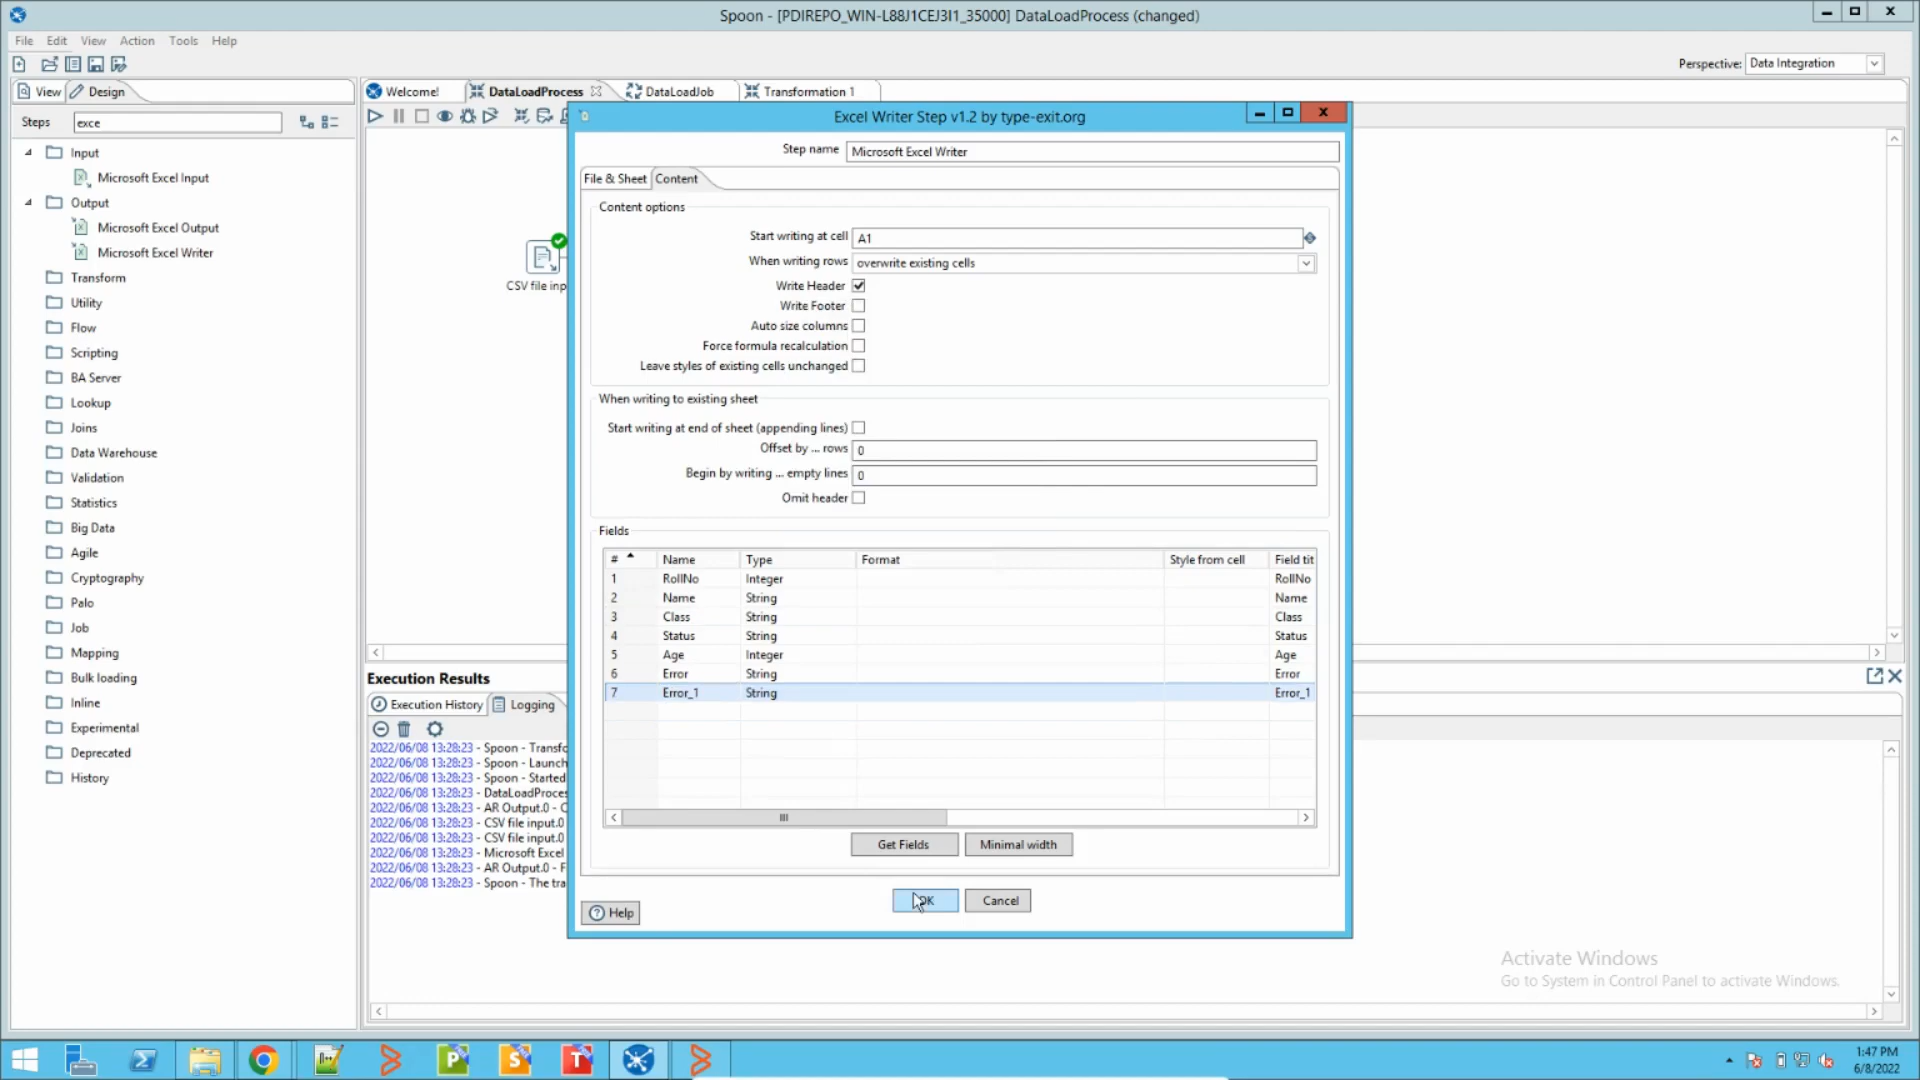 Spoon - [PDIREPO_WIN-L88J1CEJ3I1_35000] DataLoadProcess (changed)
File Edit View Action Tools Help
Perspective: Data Integration
View Design
Welcome! DataLoadProcess DataLoadJob Transformation 1
Steps exce
Input
Microsoft Excel Input
Output
Microsoft Excel Output
Microsoft Excel Writer
Transform
Utility
Flow
Scripting
BA Server
Lookup
Joins
Data Warehouse
Validation
Statistics
Big Data
Agile
Cryptography
Palo
Job
Mapping
Bulk loading
Inline
Experimental
Deprecated
History
CSV file inp
Excel Writer Step v1.2 by type-exit.org
Step name Microsoft Excel Writer
File & Sheet Content
Content options
Start writing at cell A1
When writing rows overwrite existing cells
Write Header
Write Footer
Auto size columns
Force formula recalculation
Leave styles of existing cells unchanged
When writing to existing sheet
Start writing at end of sheet (appending lines)
Offset by ... rows 0
Begin by writing ... empty lines 0
Omit header
Fields
# Name Type Format Style from cell Field tit
1 RollNo Integer RollNo
2 Name String Name
3 Class String Class
4 Status String Status
5 Age Integer Age
6 Error String Error
7 Error_1 String Error_1
Get Fields Minimal width
OK Cancel
Help
Execution Results
Execution History Logging
2022/06/08 13:28:23 - Spoon - Transfo
2022/06/08 13:28:23 - Spoon - Launch
2022/06/08 13:28:23 - Spoon - Started
2022/06/08 13:28:23 - DataLoadProces
2022/06/08 13:28:23 - AR Output.0 - C
2022/06/08 13:28:23 - CSV file input.0
2022/06/08 13:28:23 - CSV file input.0
2022/06/08 13:28:23 - Microsoft Excel
2022/06/08 13:28:23 - AR Output.0 - F
2022/06/08 13:28:23 - Spoon - The tra
Activate Windows
Go to System in Control Panel to activate Windows.
P S T
1:47 PM
6/8/2022